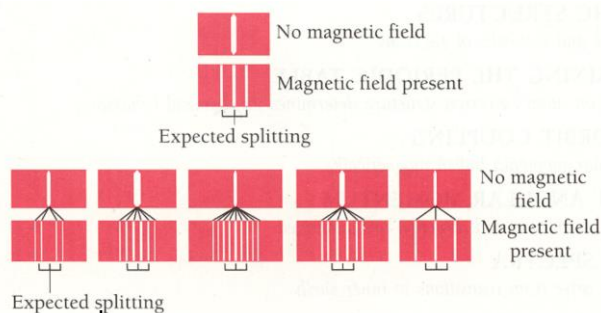 No magnetic field
Magnetic field present
Expected splitting
No magnetic
field
Magnetic field
present
Expected splitting